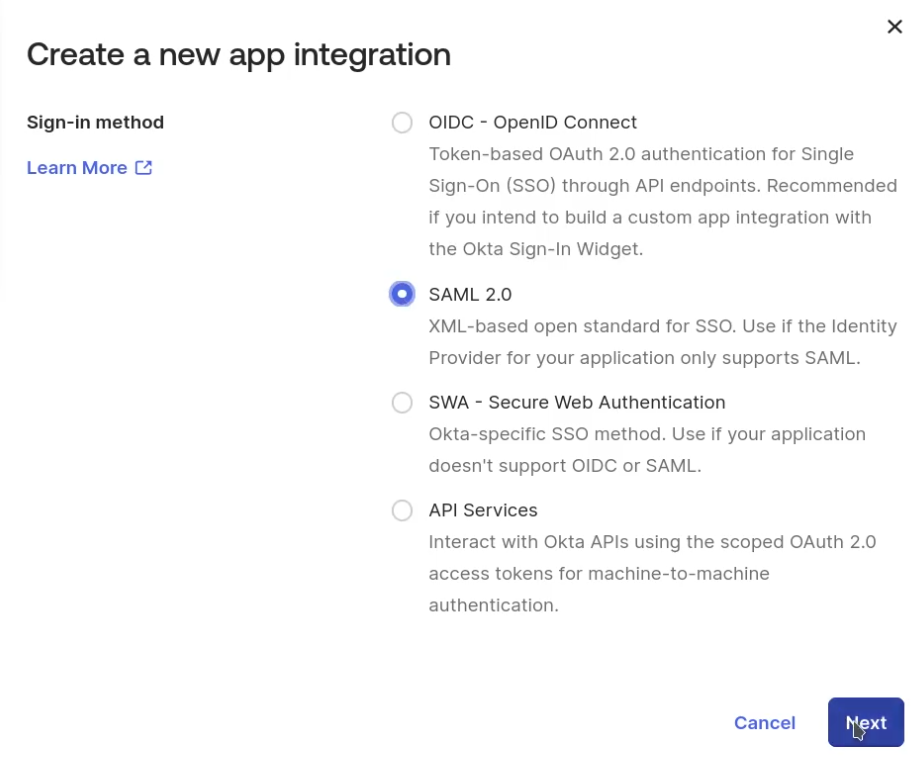 Create a new app integration
Sign-in method
Learn More
OIDC - OpenID Connect
Token-based OAuth 2.0 authentication for Single
Sign-On (SSO) through API endpoints. Recommended
if you intend to build a custom app integration with
the Okta Sign-In Widget.
SAML 2.0
XML-based open standard for SSO. Use if the Identity
Provider for your application only supports SAML.
SWA - Secure Web Authentication
Okta-specific SSO method. Use if your application
doesn't support OIDC or SAML.
API Services
Interact with Okta APIs using the scoped OAuth 2.0
access tokens for machine-to-machine
authentication.
Cancel
Next